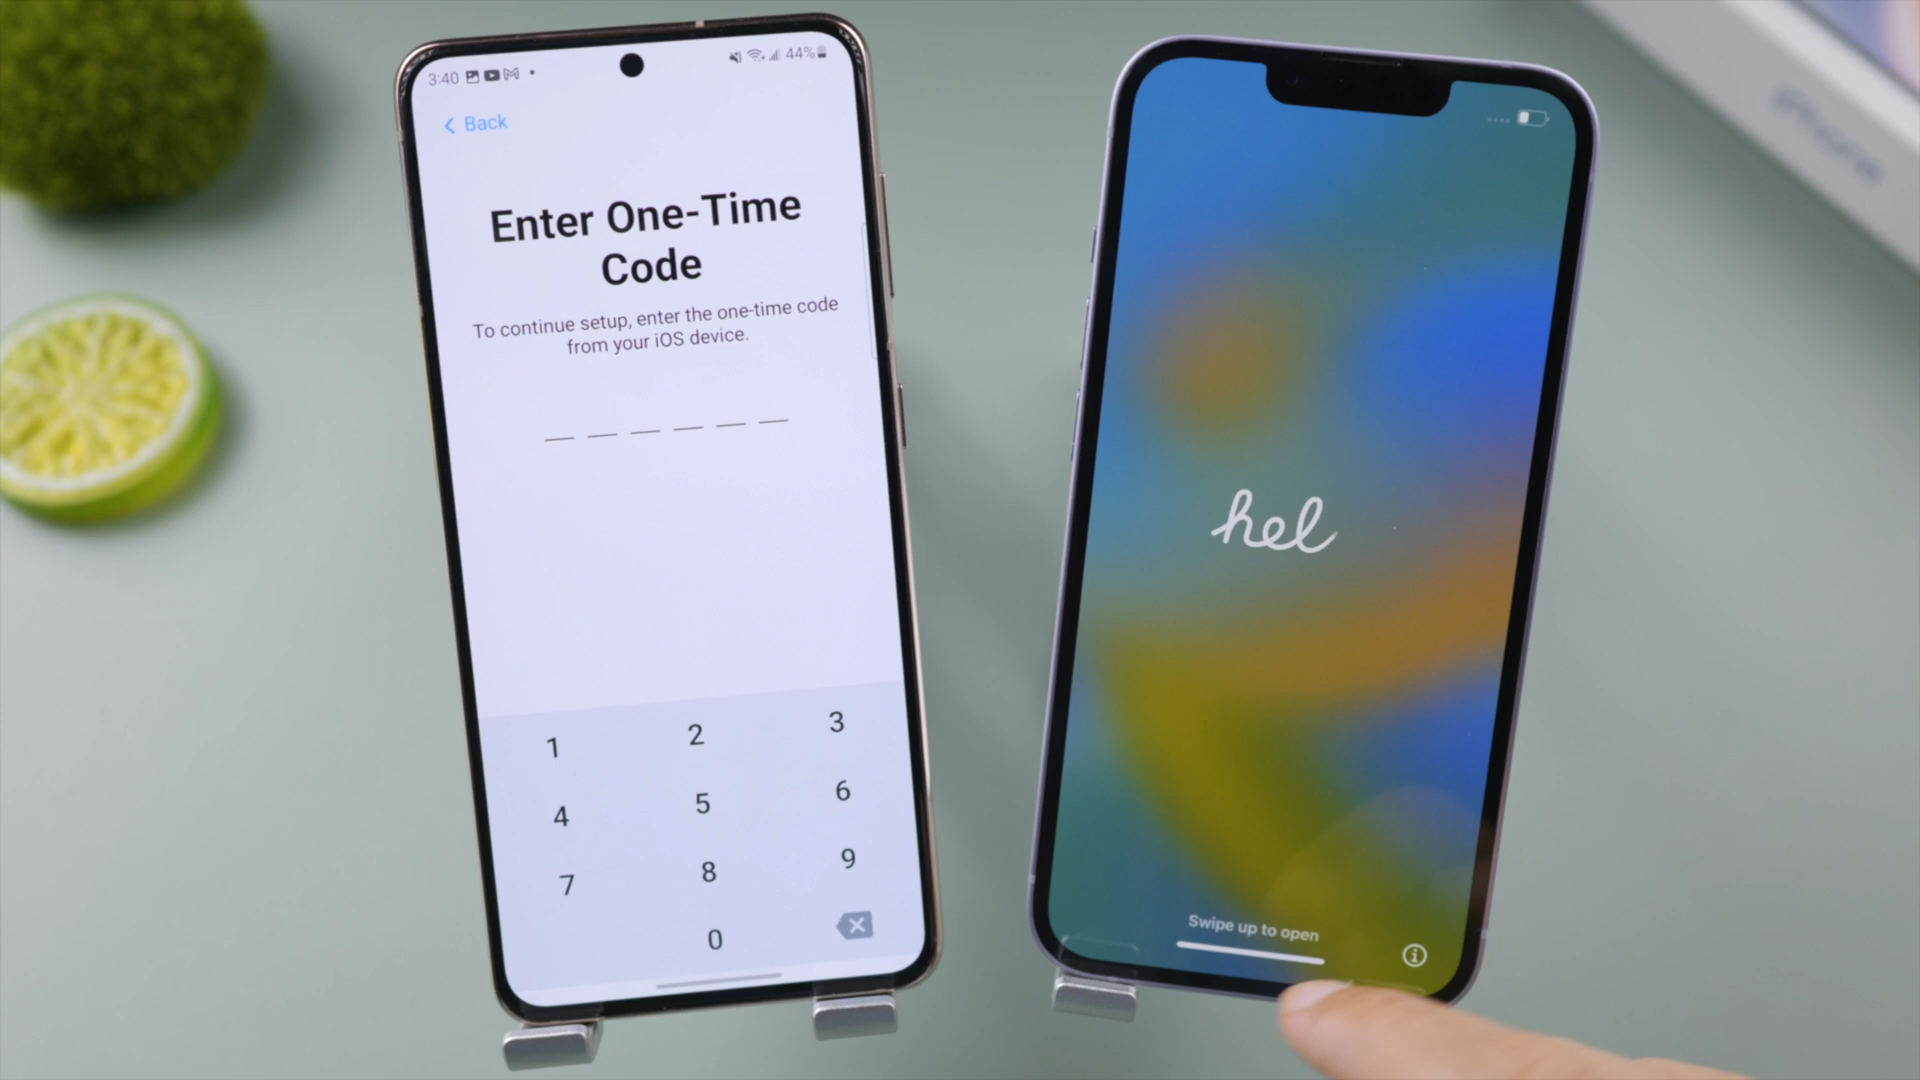 3:40
44%
Back
Enter One-Time
Code
To continue setup, enter the one-time code
from your iOS device.
1 2 3
4 5 6
7 8 9
0
hel
Swipe up to open
iPhone